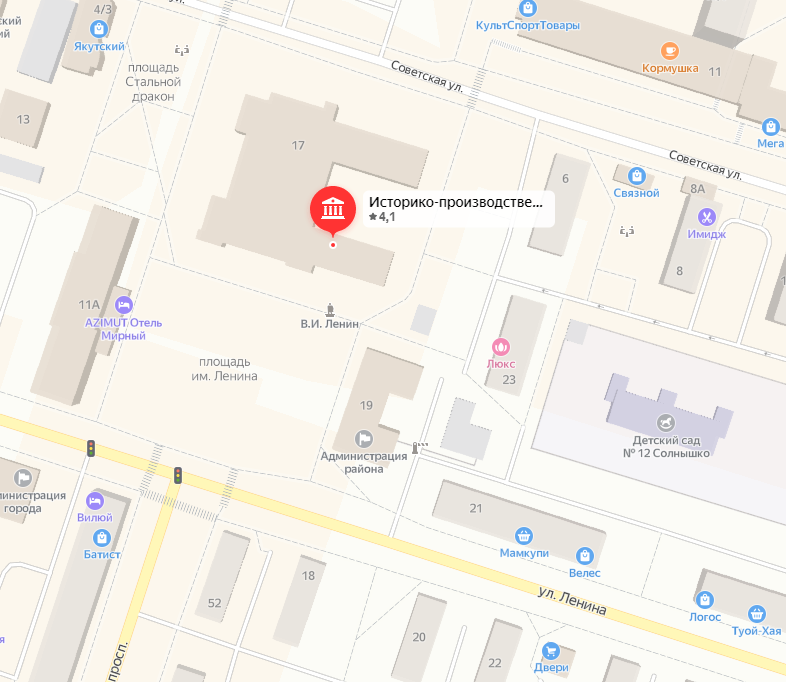 4/3
Якутский
КультСпортТовары
площадь
Стальной
дракон
Кормушка
11
Советская ул.
13
17
Мега
Советская ул.
6
Связной
8А
Историко-производстве...
4,1
Имидж
8
11А
AZIMUT Отель
Мирный
В.И. Ленин
площадь
им. Ленина
Люкс
23
19
Администрация
района
Детский сад
№ 12 Солнышко
города
Вилюй
Батист
21
Мамкупи
Велес
ул. Ленина
52
18
20
22
Двери
Логос
Туой-Хая
просп.